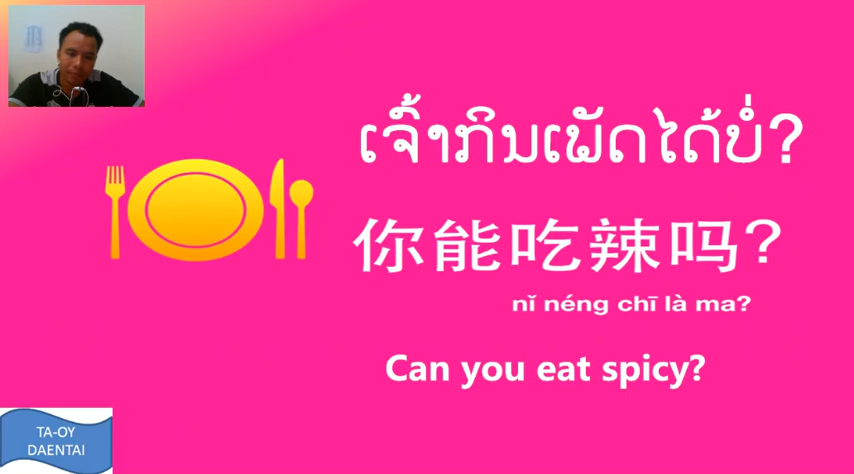 ເຈົ້າກິນເຜັດໄດ້ບໍ່?
你能吃辣吗?
nǐ néng chī là ma?
Can you eat spicy?
TA-OY
DAENTAI